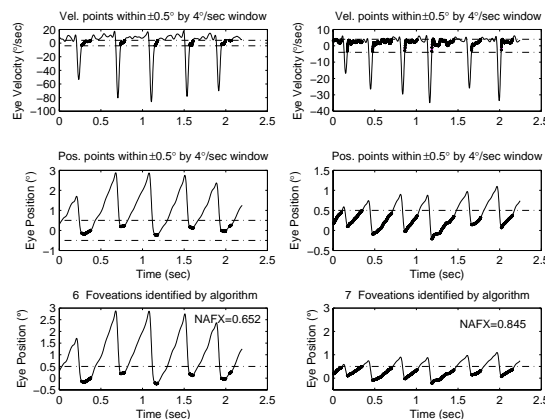 Vel. points within±0.5° by 4°/sec window
Eye Velocity (°/sec)
20
0
−20
−40
−60
−80
−100
0 0.5 1 1.5 2 2.5
Vel. points within±0.5° by 4°/sec window
Eye Velocity (°/sec)
10
0
−10
−20
−30
−40
0 0.5 1 1.5 2 2.5
Pos. points within±0.5° by 4°/sec window
Eye Position (°)
3
2
1
0
−1
0 0.5 1 1.5 2 2.5
Time (sec)
Pos. points within±0.5° by 4°/sec window
Eye Position (°)
1.5
1
0.5
0
−0.5
0 0.5 1 1.5 2 2.5
Time (sec)
6 Foveations identified by algorithm
NAFX=0.652
Eye Position (°)
3
2.5
2
1.5
1
0.5
0
−0.5
0 0.5 1 1.5 2 2.5
Time (sec)
7 Foveations identified by algorithm
NAFX=0.845
Eye Position (°)
3
2
1
0
0 0.5 1 1.5 2 2.5
Time (sec)